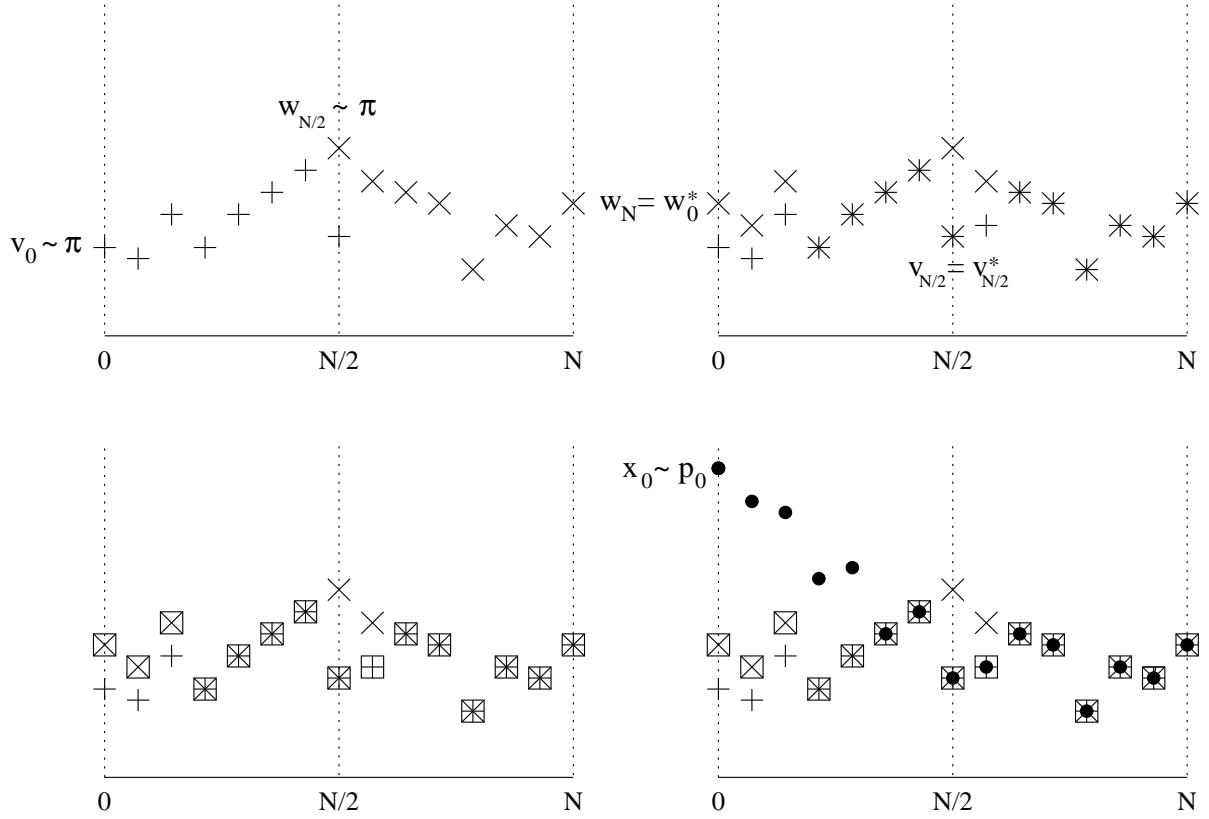 w_{N/2} ~ π
v_0 ~ π
0
N/2
N
w_N = w_0^*
v_{N/2} = v_{N/2}^*
0
N/2
N
0
N/2
N
x_0 ~ p_0
0
N/2
N